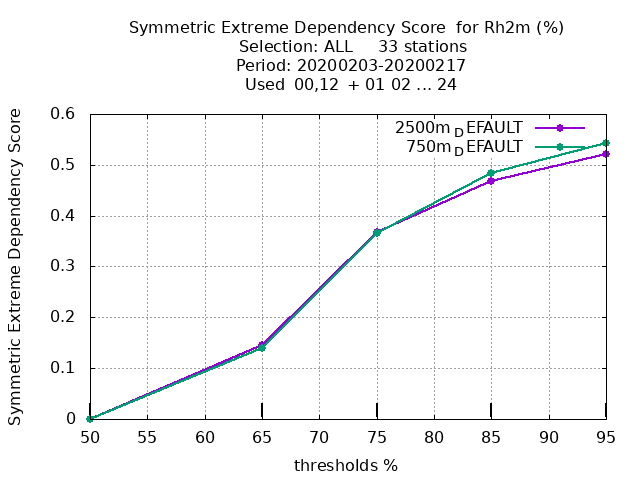 Symmetric Extreme Dependency Score  for Rh2m (%)
Selection: ALL     33 stations
Period: 20200203-20200217
Used  00,12  + 01 02 ... 24
Symmetric Extreme Dependency Score
0.6
0.5
0.4
0.3
0.2
0.1
0
2500m_DEFAULT
750m_DEFAULT
50 55 60 65 70 75 80 85 90 95
thresholds %